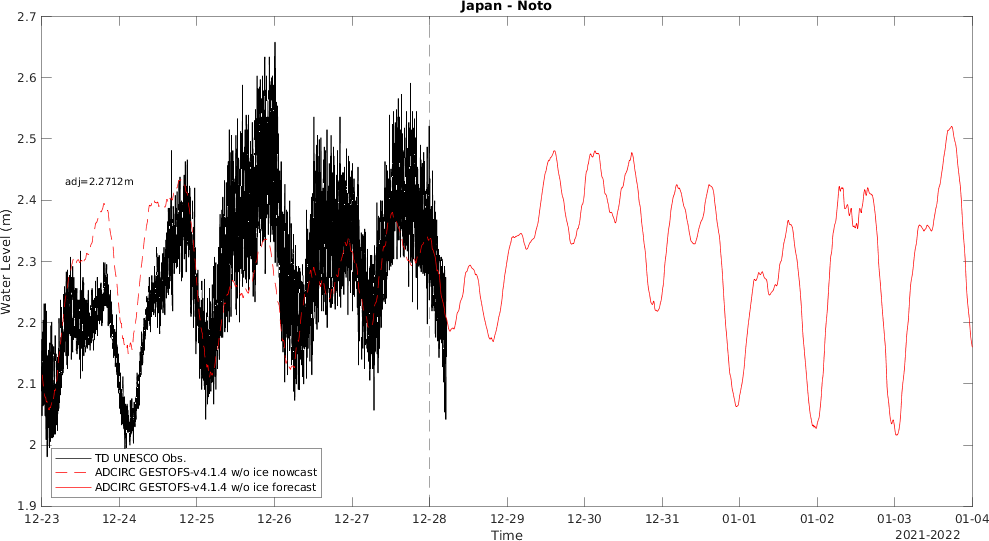 Japan - Noto
2.7
2.6
2.5
2.4
2.3
2.2
2.1
2
1.9
Water Level (m)
adj=2.2712m
TD UNESCO Obs.
ADCIRC GESTOFS-v4.1.4 w/o ice nowcast
ADCIRC GESTOFS-v4.1.4 w/o ice forecast
12-23 12-24 12-25 12-26 12-27 12-28 12-29 12-30 12-31 01-01 01-02 01-03 01-04
Time
2021-2022